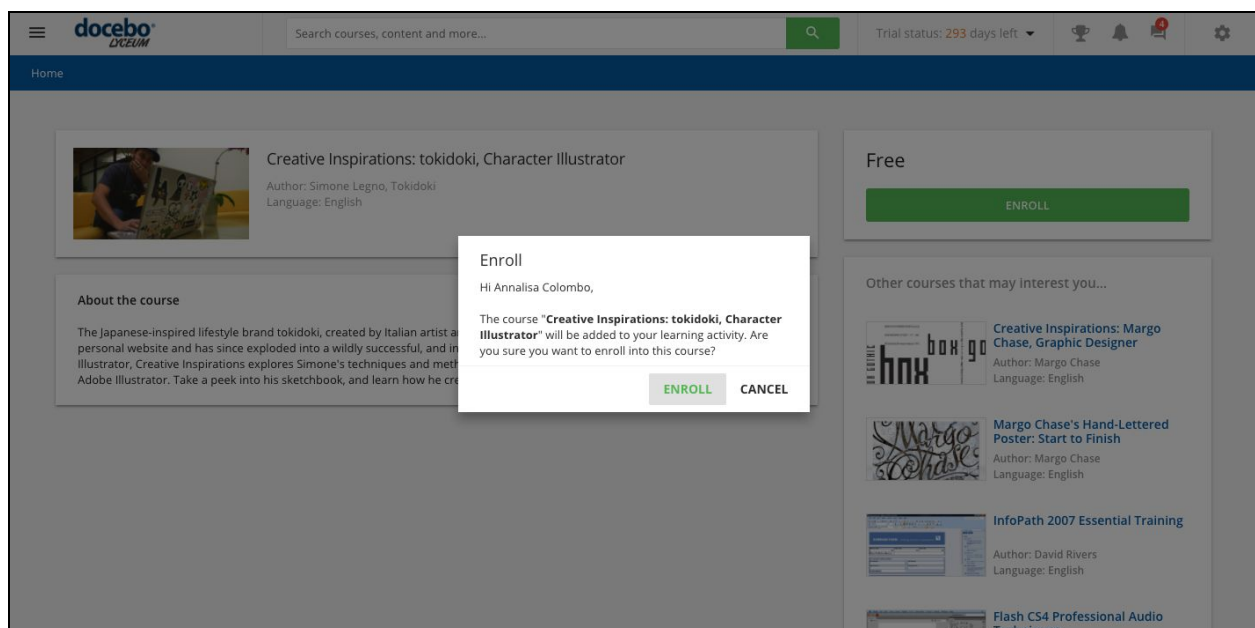 docebo
LYCEUM
Search courses, content and more...
Trial status: 293 days left
4
Home
Creative Inspirations: tokidoki, Character Illustrator
Author: Simone Legno, Tokidoki
Language: English
Free
ENROLL
About the course
The Japanese-inspired lifestyle brand tokidoki, created by Italian artist
personal website and has since exploded into a wildly successful, and
Illustrator, Creative Inspirations explores Simone's techniques and
Adobe Illustrator. Take a peek into his sketchbook, and learn how he
Enroll
Hi Annalisa Colombo,
The course "Creative Inspirations: tokidoki, Character
Illustrator" will be added to your learning activity. Are
you sure you want to enroll into this course?
ENROLL CANCEL
Other courses that may interest you...
Creative Inspirations: Margo
Chase, Graphic Designer
Author: Margo Chase
Language: English
Margo Chase's Hand-Lettered
Poster: Start to Finish
Author: Margo Chase
Language: English
InfoPath 2007 Essential Training
Author: David Rivers
Language: English
Flash CS4 Professional Audio